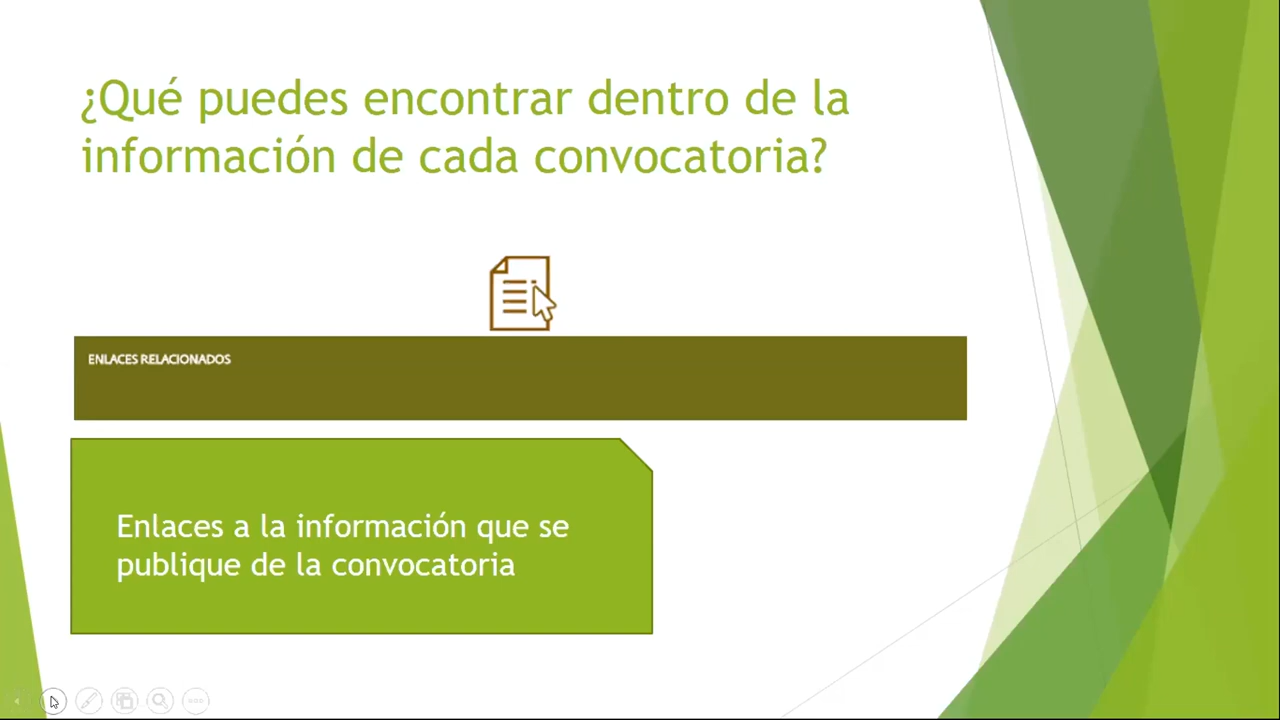 ¿Qué puedes encontrar dentro de la
información de cada convocatoria?
ENLACES RELACIONADOS
Enlaces a la información que se
publique de la convocatoria